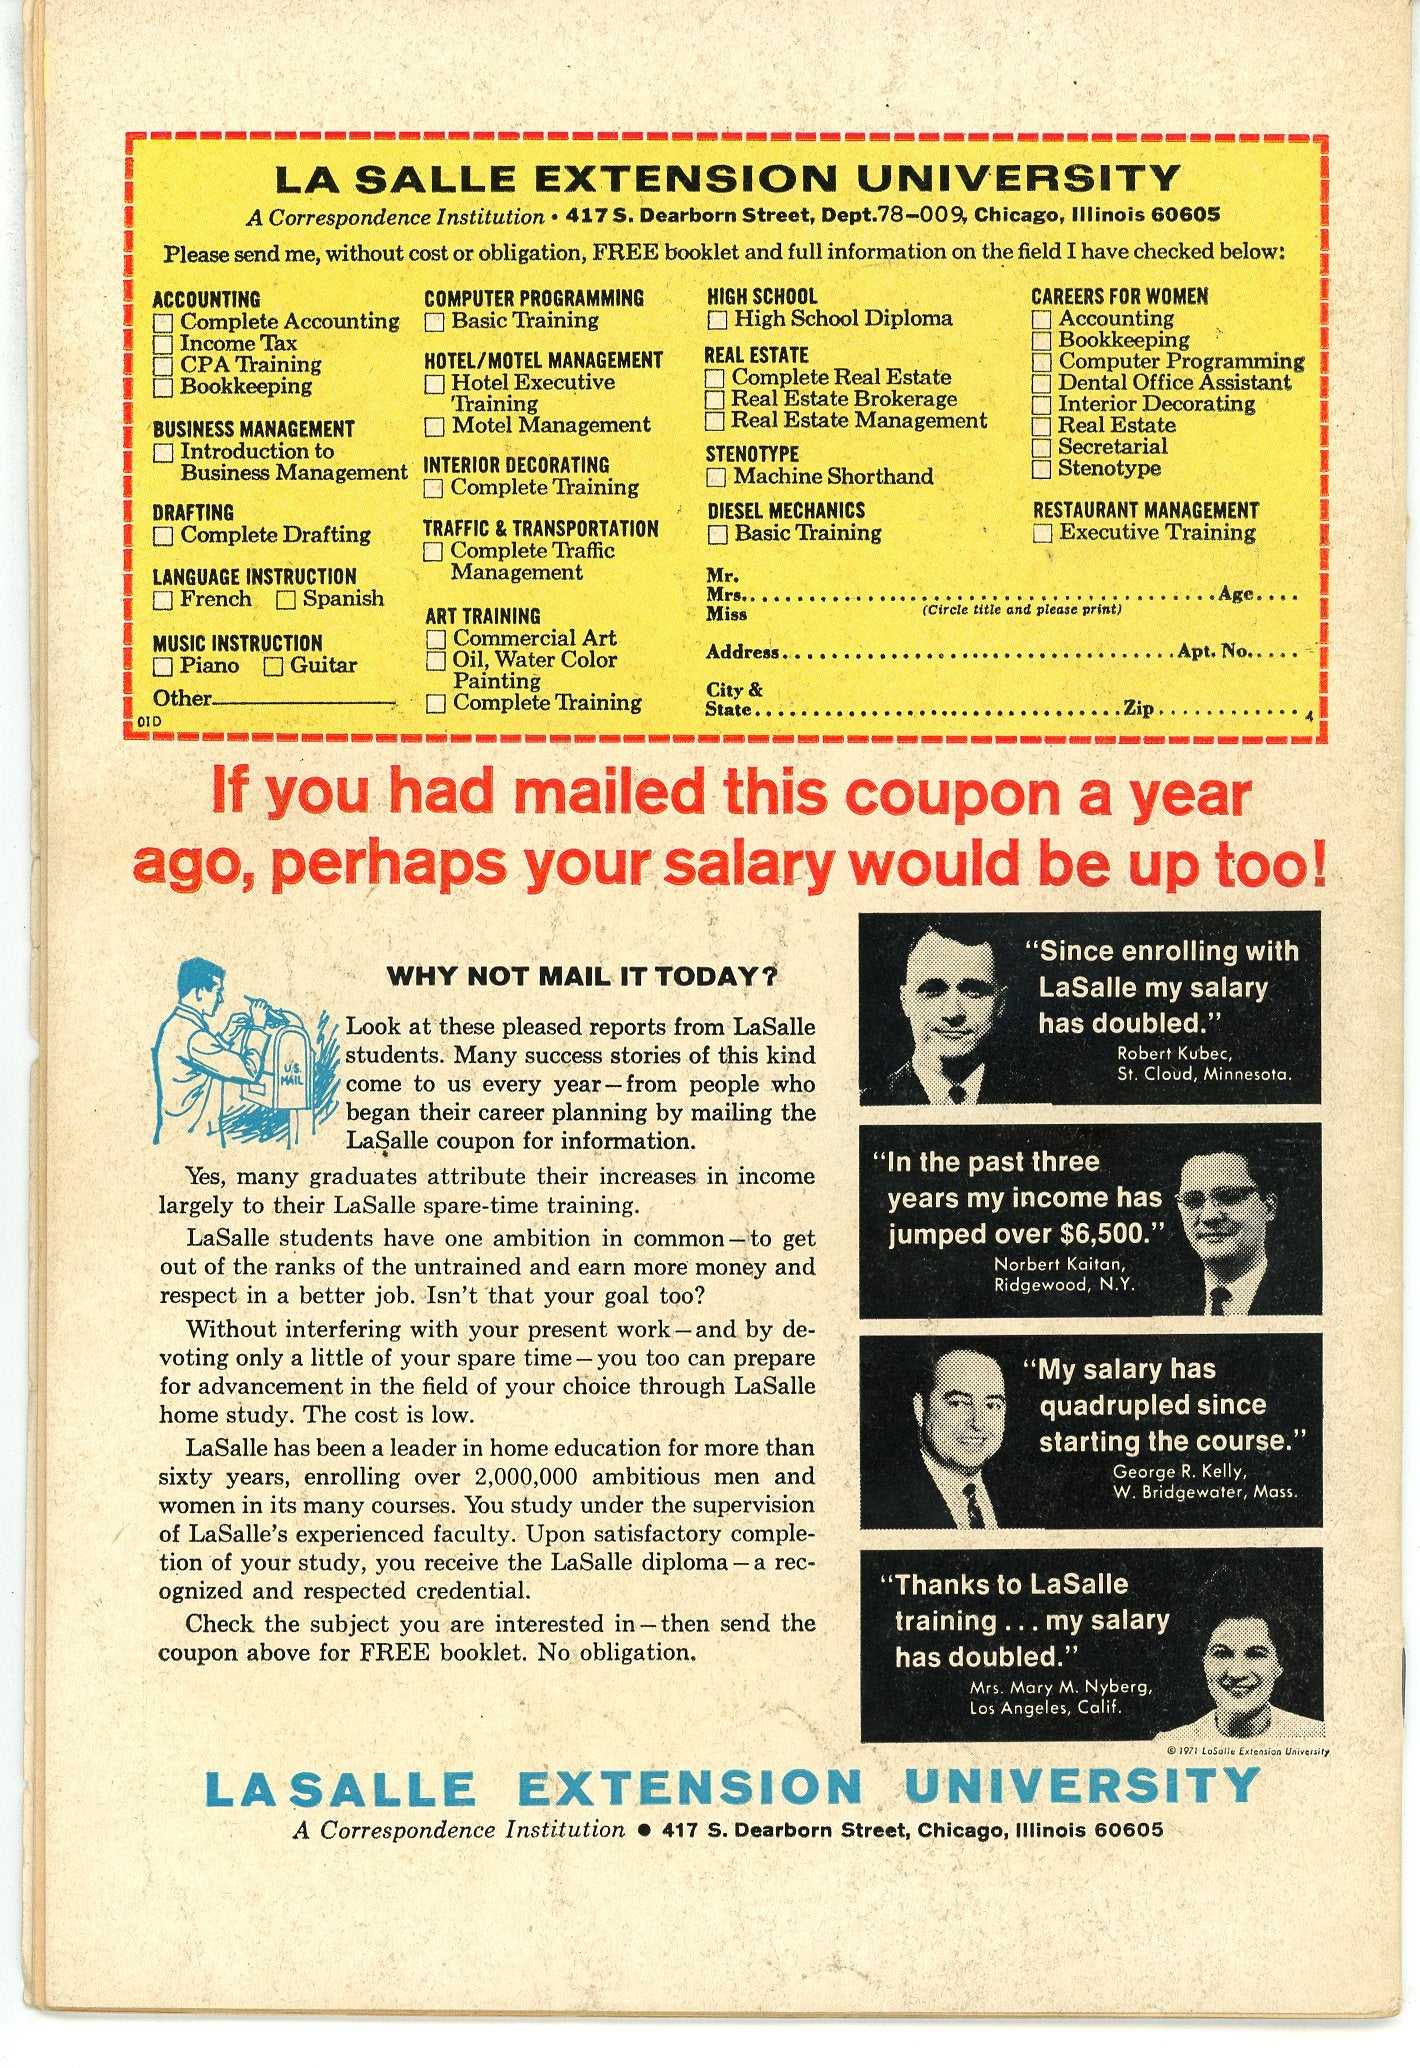 LA SALLE EXTENSION UNIVERSITY
A Correspondence Institution • 417 S. Dearborn Street, Dept.78-009, Chicago, Illinois 60605
Please send me, without cost or obligation, FREE booklet and full information on the field I have checked below:
ACCOUNTING
Complete Accounting
Income Tax
CPA Training
Bookkeeping
BUSINESS MANAGEMENT
Introduction to
Business Management
DRAFTING
Complete Drafting
LANGUAGE INSTRUCTION
French Spanish
MUSIC INSTRUCTION
Piano Guitar
Other
01D
COMPUTER PROGRAMMING
Basic Training
HOTEL/MOTEL MANAGEMENT
Hotel Executive
Training
Motel Management
INTERIOR DECORATING
Complete Training
TRAFFIC & TRANSPORTATION
Complete Traffic
Management
ART TRAINING
Commercial Art
Oil, Water Color
Painting
Complete Training
HIGH SCHOOL
High School Diploma
REAL ESTATE
Complete Real Estate
Real Estate Brokerage
Real Estate Management
STENOTYPE
Machine Shorthand
DIESEL MECHANICS
Basic Training
CAREERS FOR WOMEN
Accounting
Bookkeeping
Computer Programming
Dental Office Assistant
Interior Decorating
Real Estate
Secretarial
Stenotype
RESTAURANT MANAGEMENT
Executive Training
Mr.
Mrs. Age
Miss (Circle title and please print)
Address Apt. No.
City &
State Zip 4
If you had mailed this coupon a year
ago, perhaps your salary would be up too!
WHY NOT MAIL IT TODAY?
U.S.
MAIL
Look at these pleased reports from LaSalle
students. Many success stories of this kind
come to us every year—from people who
began their career planning by mailing the
LaSalle coupon for information.
Yes, many graduates attribute their increases in income
largely to their LaSalle spare-time training.
LaSalle students have one ambition in common—to get
out of the ranks of the untrained and earn more money and
respect in a better job. Isn't that your goal too?
Without interfering with your present work—and by de-
voting only a little of your spare time—you too can prepare
for advancement in the field of your choice through LaSalle
home study. The cost is low.
LaSalle has been a leader in home education for more than
sixty years, enrolling over 2,000,000 ambitious men and
women in its many courses. You study under the supervision
of LaSalle's experienced faculty. Upon satisfactory comple-
tion of your study, you receive the LaSalle diploma—a rec-
ognized and respected credential.
Check the subject you are interested in—then send the
coupon above for FREE booklet. No obligation.
"Since enrolling with
LaSalle my salary
has doubled."
Robert Kubec,
St. Cloud, Minnesota.
"In the past three
years my income has
jumped over $6,500."
Norbert Kaitan,
Ridgewood, N.Y.
"My salary has
quadrupled since
starting the course."
George R. Kelly,
W. Bridgewater, Mass.
"Thanks to LaSalle
training . . . my salary
has doubled."
Mrs. Mary M. Nyberg,
Los Angeles, Calif.
© 1971 LaSalle Extension University
LASALLE EXTENSION UNIVERSITY
A Correspondence Institution ● 417 S. Dearborn Street, Chicago, Illinois 60605